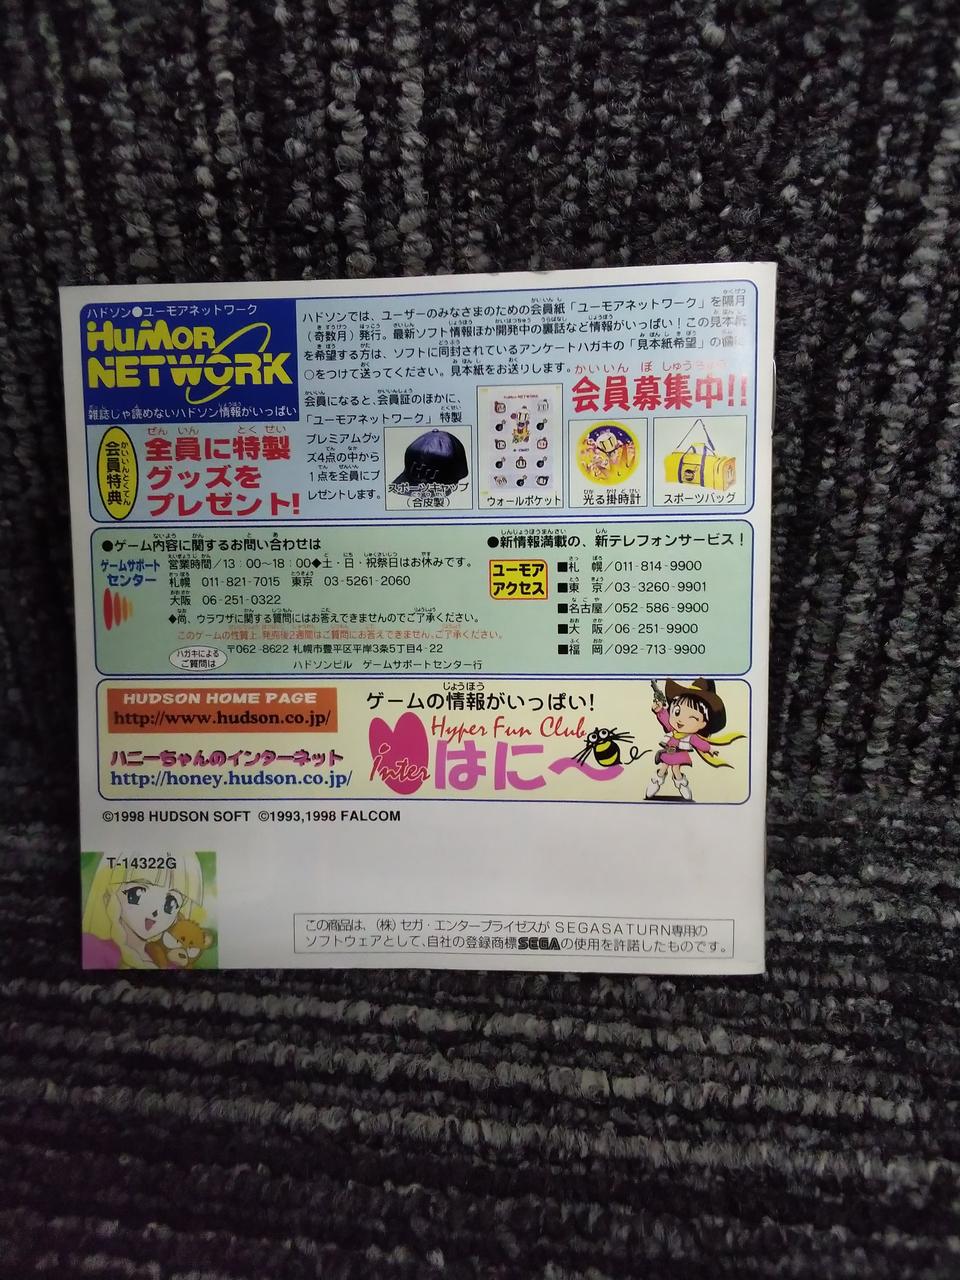 ハドソン●ユーモアネットワーク
HuMOR
NETWORK
雑誌じゃ読めないハドソン情報がいっぱい
ハドソンでは、ユーザーのみなさまのための会員紙「ユーモアネットワーク」を隔月
(奇数月)発行。最新ソフト情報ほか開発中の裏話など情報がいっぱい!この見本紙
を希望する方は、ソフトに同封されているアンケートハガキの「見本紙希望」の欄に
○をつけて送ってください。見本紙をお送りします。
会員募集中!!
会員特典
全員に特製
グッズを
プレゼント!
会員になると、会員証のほかに、
「ユーモアネットワーク」特製
プレミアムグッ
ズ4点の中から
1点を全員にプ
レゼントします。
スポーツキャップ
(合皮製)
ウォールポケット
光る掛時計
スポーツバッグ
●ゲーム内容に関するお問い合わせは
ゲームサポート
センター
営業時間/13:00~18:00◆土・日・祝祭日はお休みです。
札幌 011-821-7015 東京 03-5261-2060
大阪 06-251-0322
◆尚、ウラワザに関する質問にはお答えできませんのでご了承ください。
このゲームの性質上、発売後2週間はご質問にお答えできません。ご了承ください。
ハガキによる
ご質問は
〒062-8622 札幌市豊平区平岸3条5丁目4-22
ハドソンビル ゲームサポートセンター行
●新情報満載の、新テレフォンサービス!
ユーモア
アクセス
■札 幌/011-814-9900
■東 京/03-3260-9901
■名古屋/052-586-9900
■大 阪/06-251-9900
■福 岡/092-713-9900
HUDSON HOME PAGE
http://www.hudson.co.jp/
ハニーちゃんのインターネット
http://honey.hudson.co.jp/
ゲームの情報がいっぱい!
Hyper Fun Club
Inter はに~
©1998 HUDSON SOFT ©1993,1998 FALCOM
T-14322G
この商品は、(株)セガ・エンタープライゼスがSEGASATURN専用の
ソフトウェアとして、自社の登録商標SEGAの使用を許諾したものです。